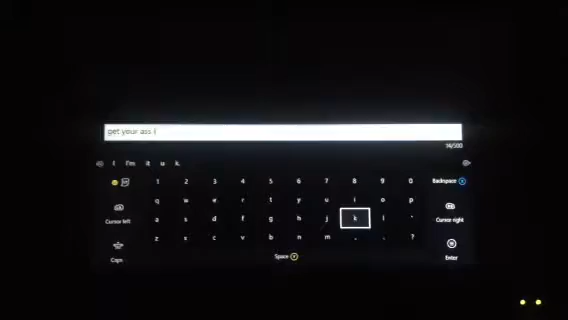 get your ass i
14/500
I I'm it u k
1 2 3 4 5 6 7 8 9 0 Backspace
q w e r t y u i o p
Cursor left a s d f g h j k l ' Cursor right
z x c v b n m , . ?
Caps Space Enter